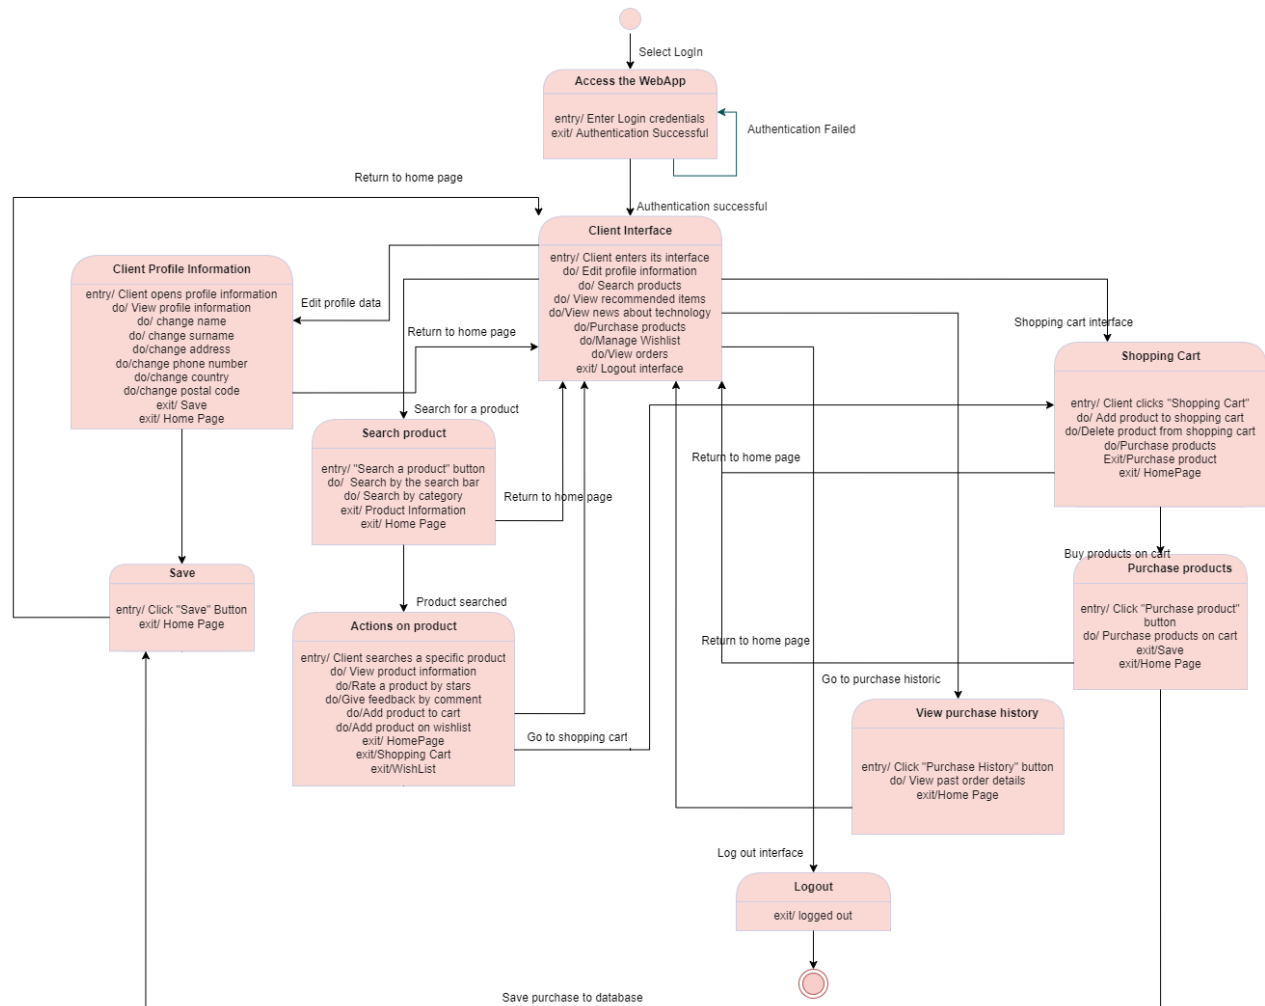 Select LogIn
Access the WebApp
entry/ Enter Login credentials
exit/ Authentication Successful
Authentication Failed
Return to home page
Authentication successful
Client Interface
entry/ Client enters its interface
do/ Edit profile information
do/ Search products
do/ View recommended items
do/View news about technology
do/Purchase products
do/Manage Wishlist
do/View orders
exit/ Logout interface
Client Profile Information
entry/ Client opens profile information
do/ View profile information
do/ change name
do/ change surname
do/change address
do/change phone number
do/change country
do/change postal code
exit/ Save
exit/ Home Page
Edit profile data
Return to home page
Shopping cart interface
Shopping Cart
entry/ Client clicks "Shopping Cart"
do/ Add product to shopping cart
do/Delete product from shopping cart
do/Purchase products
Exit/Purchase product
exit/ HomePage
Search for a product
Search product
entry/ "Search a product" button
do/ Search by the search bar
do/ Search by category
exit/ Product Information
exit/ Home Page
Return to home page
Return to home page
Buy products on cart
Purchase products
entry/ Click "Purchase product"
button
do/ Purchase products on cart
exit/Save
exit/Home Page
Save
entry/ Click "Save" Button
exit/ Home Page
Product searched
Actions on product
entry/ Client searches a specific product
do/ View product information
do/Rate a product by stars
do/Give feedback by comment
do/Add product to cart
do/Add product on wishlist
exit/ HomePage
exit/Shopping Cart
exit/WishList
Return to home page
Go to purchase historic
Go to shopping cart
View purchase history
entry/ Click "Purchase History" button
do/ View past order details
exit/Home Page
Log out interface
Logout
exit/ logged out
Save purchase to database